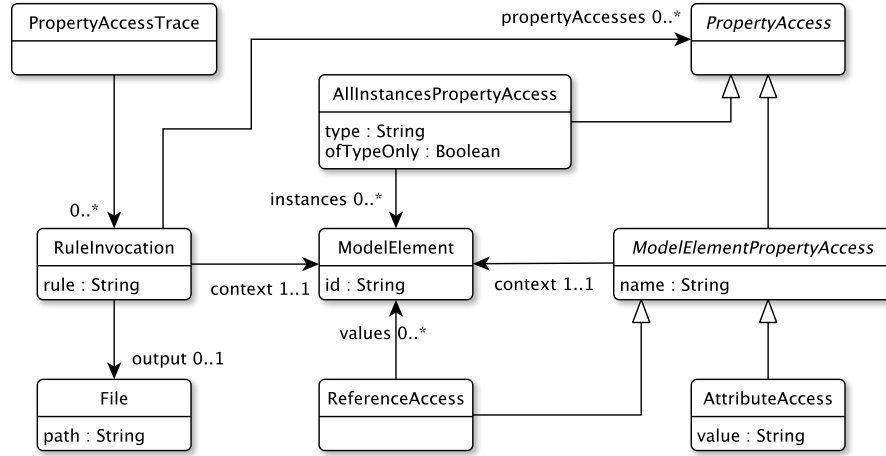 PropertyAccessTrace
propertyAccesses 0..*
PropertyAccess
AllInstancesPropertyAccess
type : String
ofTypeOnly : Boolean
instances 0..*
0..*
RuleInvocation
rule : String
ModelElement
id : String
ModelElementPropertyAccess
name : String
context 1..1
context 1..1
values 0..*
output 0..1
File
path : String
ReferenceAccess
AttributeAccess
value : String